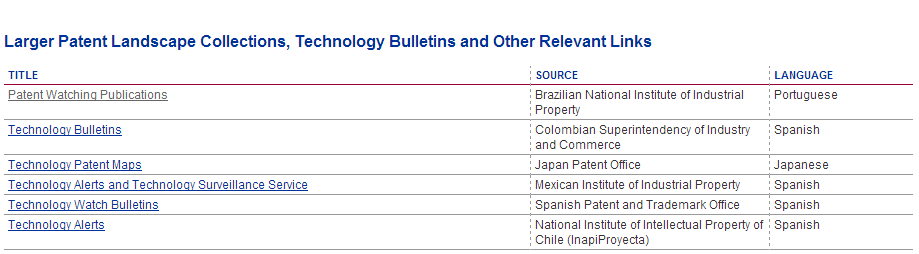 Larger Patent Landscape Collections, Technology Bulletins and Other Relevant Links
TITLE SOURCE LANGUAGE
Patent Watching Publications Brazilian National Institute of Industrial Portuguese
Property
Technology Bulletins Colombian Superintendency of Industry Spanish
and Commerce
Technology Patent Maps Japan Patent Office Japanese
Technology Alerts and Technology Surveillance Service Mexican Institute of Industrial Property Spanish
Technology Watch Bulletins Spanish Patent and Trademark Office Spanish
Technology Alerts National Institute of Intellectual Property of Spanish
Chile (InapiProyecta)